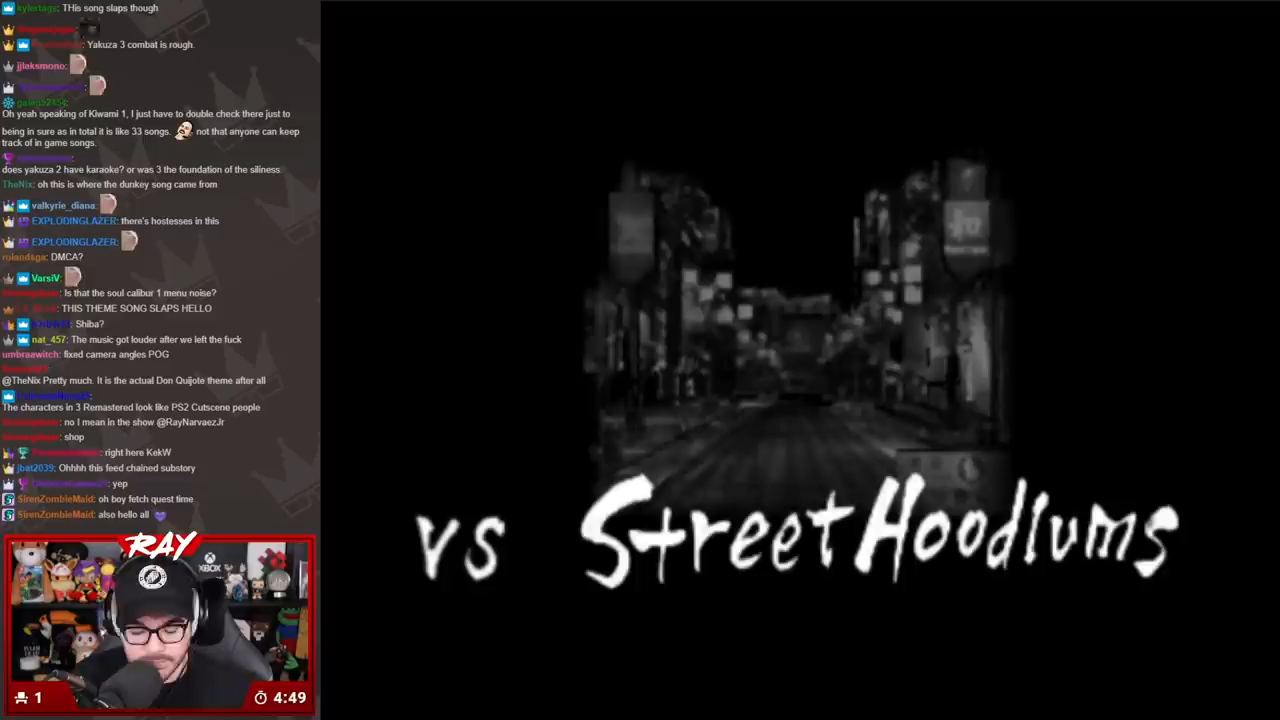 kylertags: THis song slaps though
Yakuza 3 combat is rough.
jjlaksmono:
Oh yeah speaking of Kiwami 1, I just have to double check there just to
being in sure as in total it is like 33 songs. not that anyone can keep
track of in game songs.
does yakuza 2 have karaoke? or was 3 the foundation of the siliness.
TheNix: oh this is where the dunkey song came from
valkyrie_diana:
EXPLODINGLAZER: there's hostesses in this
EXPLODINGLAZER:
rolandsga: DMCA?
VarsiV:
Is that the soul calibur 1 menu noise?
THIS THEME SONG SLAPS HELLO
Shiba?
nat_457: The music got louder after we left the fuck
umbraawitch: fixed camera angles POG
@TheNix Pretty much. It is the actual Don Quijote theme after all
The characters in 3 Remastered look like PS2 Cutscene people
no I mean in the show @RayNarvaezJr
shop
right here KekW
jbat2039: Ohhhh this feed chained substory
yep
SirenZombieMaid: oh boy fetch quest time
SirenZombieMaid: also hello all
RAY
XBOX
1 4:49
vs Street Hoodlums